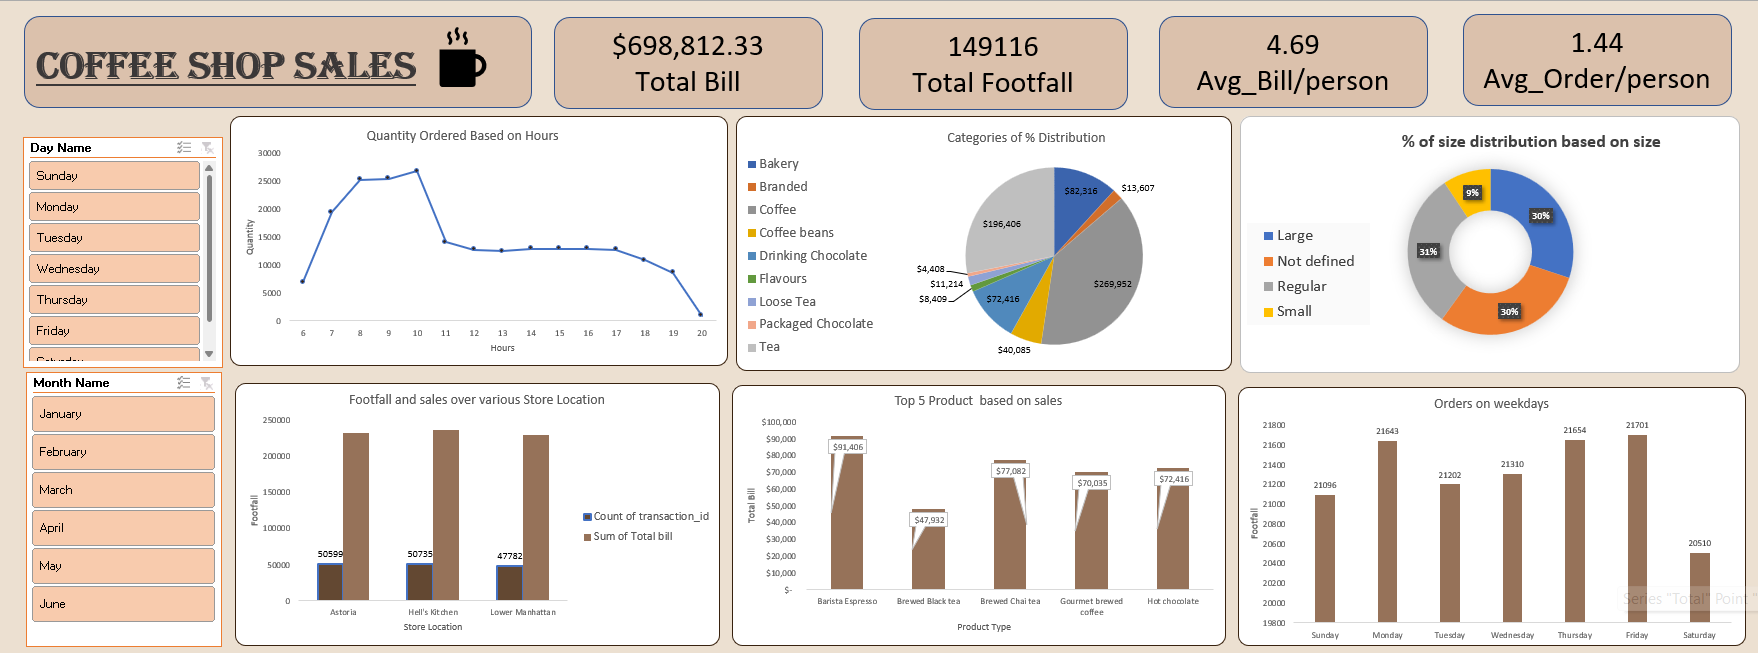 COFFEE SHOP SALES
$698,812.33
Total Bill
149116
Total Footfall
4.69
Avg_Bill/person
1.44
Avg_Order/person
Day Name
Sunday
Monday
Tuesday
Wednesday
Thursday
Friday
Saturday
Month Name
January
February
March
April
May
June
Quantity Ordered Based on Hours
Quantity
30000
25000
20000
15000
10000
5000
0
6 7 8 9 10 11 12 13 14 15 16 17 18 19 20
Hours
Categories of % Distribution
Bakery
Branded
Coffee
Coffee beans
Drinking Chocolate
Flavours
Loose Tea
Packaged Chocolate
Tea
$82,316
$13,607
$269,952
$40,085
$72,416
$8,409
$11,214
$4,408
$196,406
% of size distribution based on size
Large
Not defined
Regular
Small
30%
30%
31%
9%
Footfall and sales over various Store Location
Footfall
250000
200000
150000
100000
50000
0
50599
50735
47782
Astoria Hell's Kitchen Lower Manhattan
Store Location
Count of transaction_id
Sum of Total bill
Top 5 Product based on sales
Total Bill
$100,000
$90,000
$80,000
$70,000
$60,000
$50,000
$40,000
$30,000
$20,000
$10,000
$-
$91,406
$47,932
$77,082
$70,035
$72,416
Barista Espresso Brewed Black tea Brewed Chai tea Gourmet brewed coffee Hot chocolate
Product Type
Orders on weekdays
Footfall
21800
21600
21400
21200
21000
20800
20600
20400
20200
20000
19800
21096
21643
21202
21310
21654
21701
20510
Sunday Monday Tuesday Wednesday Thursday Friday Saturday
Series "Total" Point "